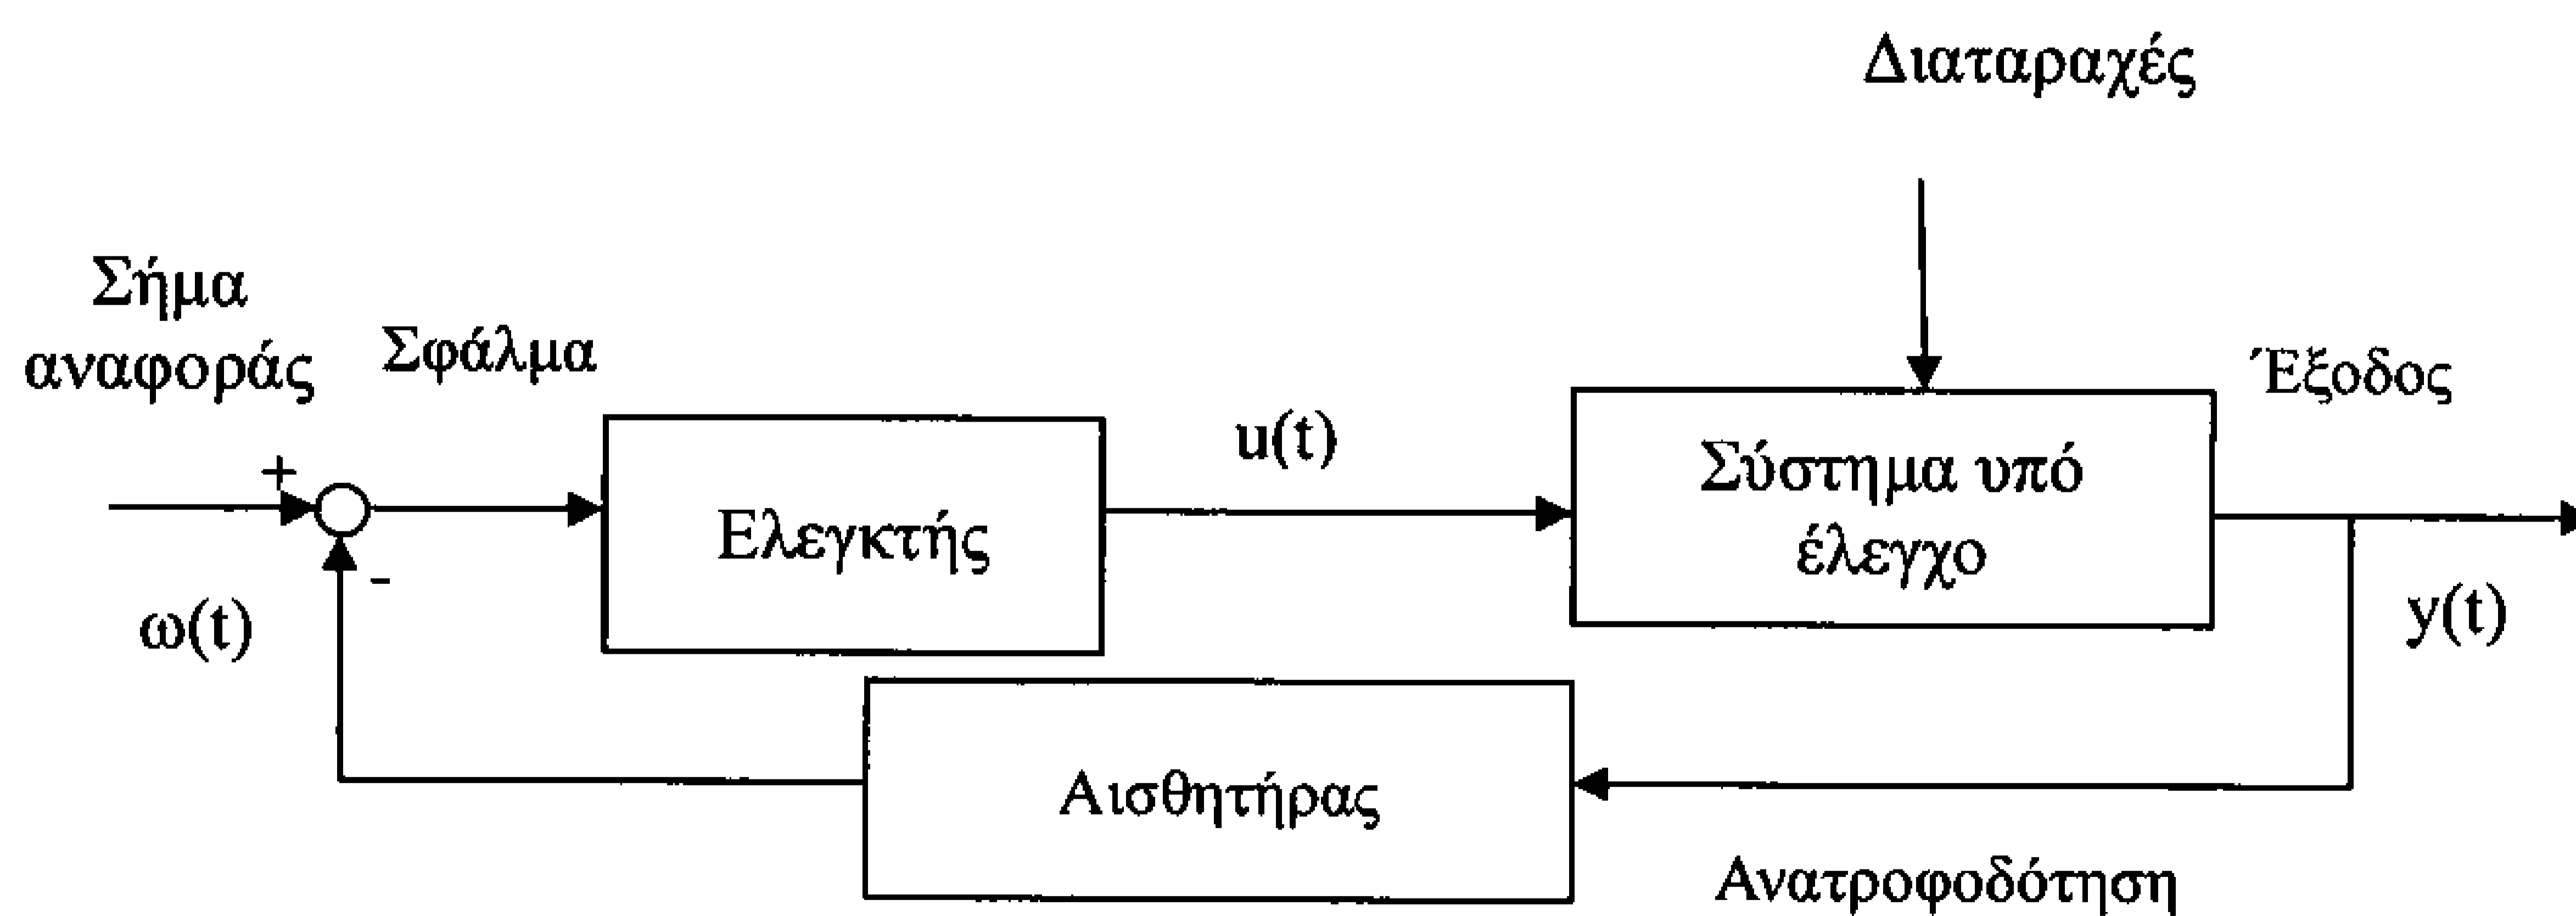 Διαταραχές
Σήμα
αναφοράς
Σφάλμα
Έξοδος
+
u(t)
Ελεγκτής
Σύστημα υπό
έλεγχο
-
ω(t)
y(t)
Αισθητήρας
Ανατροφοδότηση